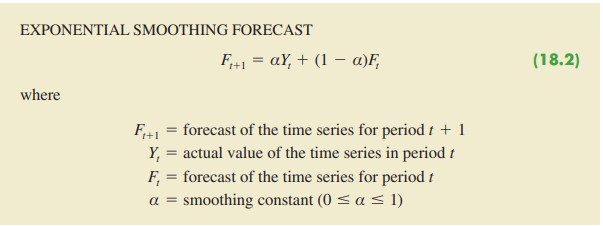 EXPONENTIAL SMOOTHING FORECAST
Fₜ₊₁ = αYₜ + (1 − α)Fₜ (18.2)
where
Fₜ₊₁ = forecast of the time series for period t + 1
Yₜ = actual value of the time series in period t
Fₜ = forecast of the time series for period t
α = smoothing constant (0 ≤ α ≤ 1)